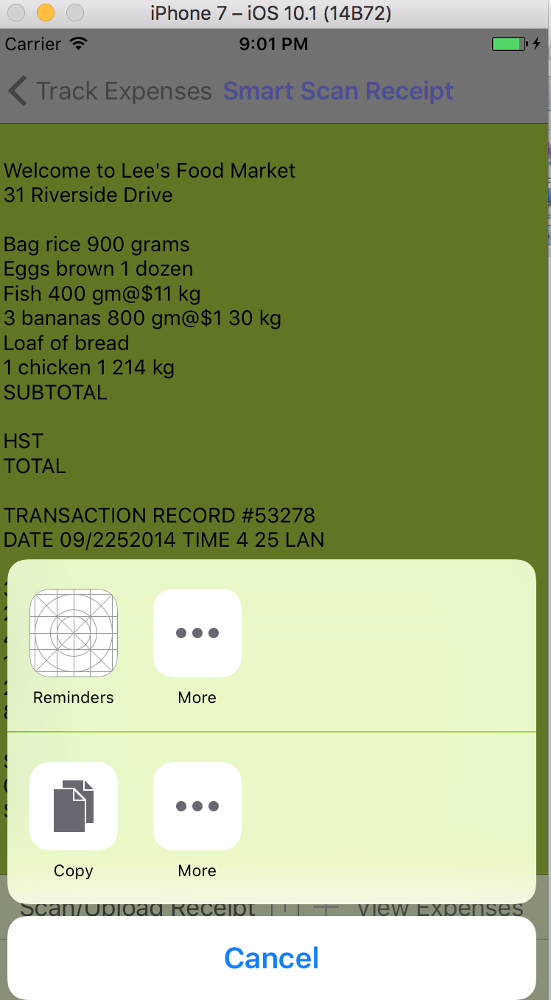 iPhone 7 – iOS 10.1 (14B72)
Carrier 9:01 PM
Track Expenses Smart Scan Receipt
Welcome to Lee's Food Market
31 Riverside Drive
Bag rice 900 grams
Eggs brown 1 dozen
Fish 400 gm@$11 kg
3 bananas 800 gm@$1 30 kg
Loaf of bread
1 chicken 1 214 kg
SUBTOTAL
HST
TOTAL
TRANSACTION RECORD #53278
DATE 09/2252014 TIME 4 25 LAN
Reminders More
Copy More
Scan/Upload Receipt View Expenses
Cancel